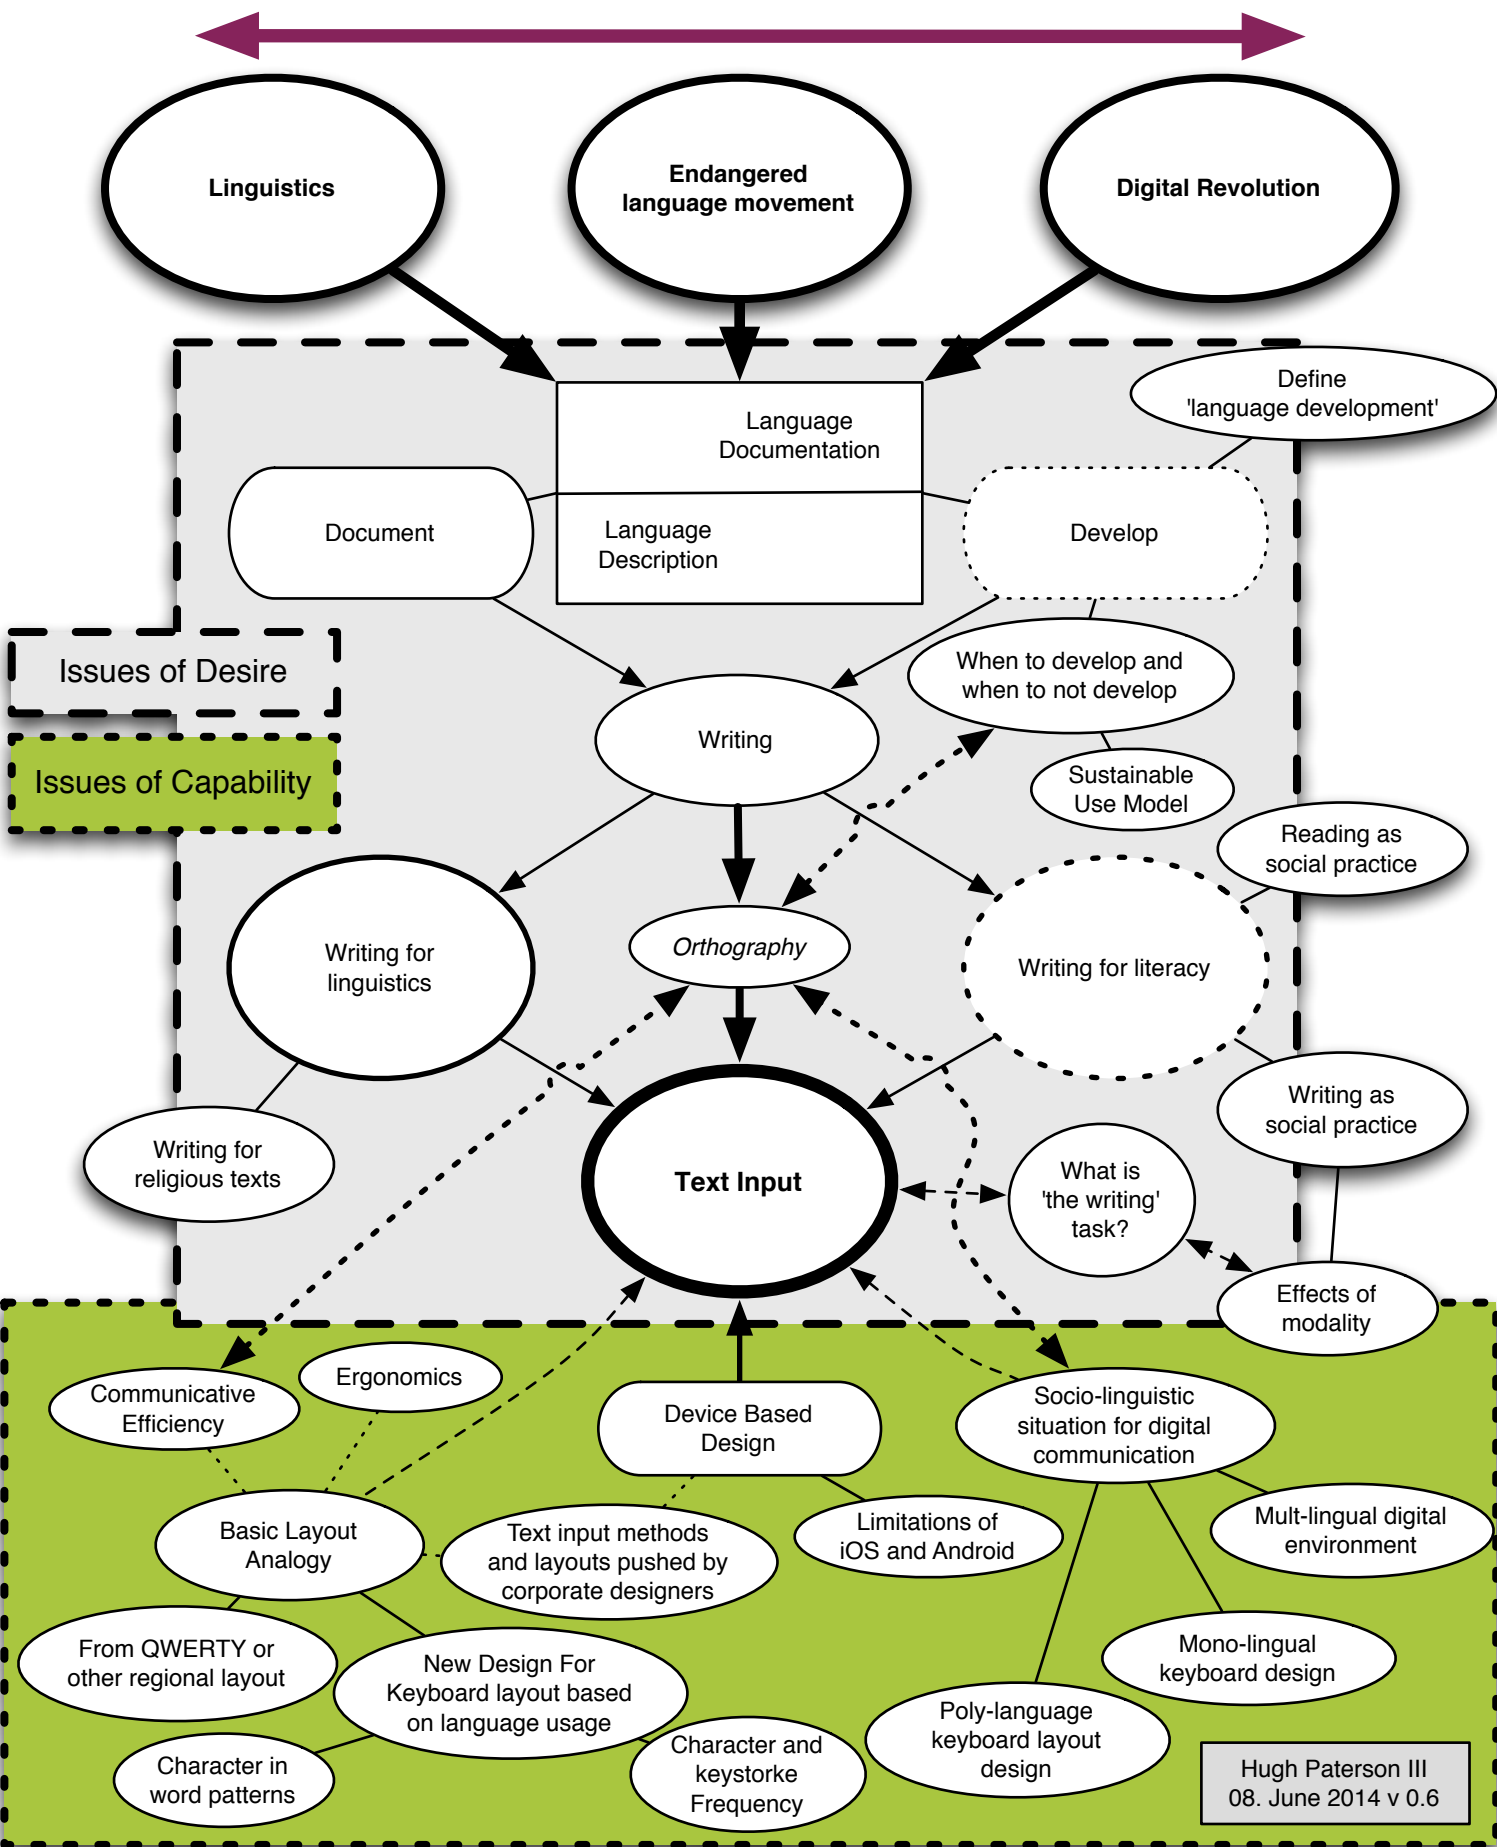 Linguistics
Endangered
language movement
Digital Revolution
Define
'language development'
Language
Documentation
Document
Language
Description
Develop
Issues of Desire
When to develop and
when to not develop
Writing
Issues of Capability
Sustainable
Use Model
Reading as
social practice
Writing for
linguistics
Orthography
Writing for literacy
Writing as
social practice
Writing for
religious texts
Text Input
What is
'the writing'
task?
Effects of
modality
Communicative
Efficiency
Ergonomics
Device Based
Design
Socio-linguistic
situation for digital
communication
Basic Layout
Analogy
Text input methods
and layouts pushed by
corporate designers
Limitations of
iOS and Android
Mult-lingual digital
environment
From QWERTY or
other regional layout
New Design For
Keyboard layout based
on language usage
Mono-lingual
keyboard design
Character in
word patterns
Character and
keystorke
Frequency
Poly-language
keyboard layout
design
Hugh Paterson III
08. June 2014 v 0.6